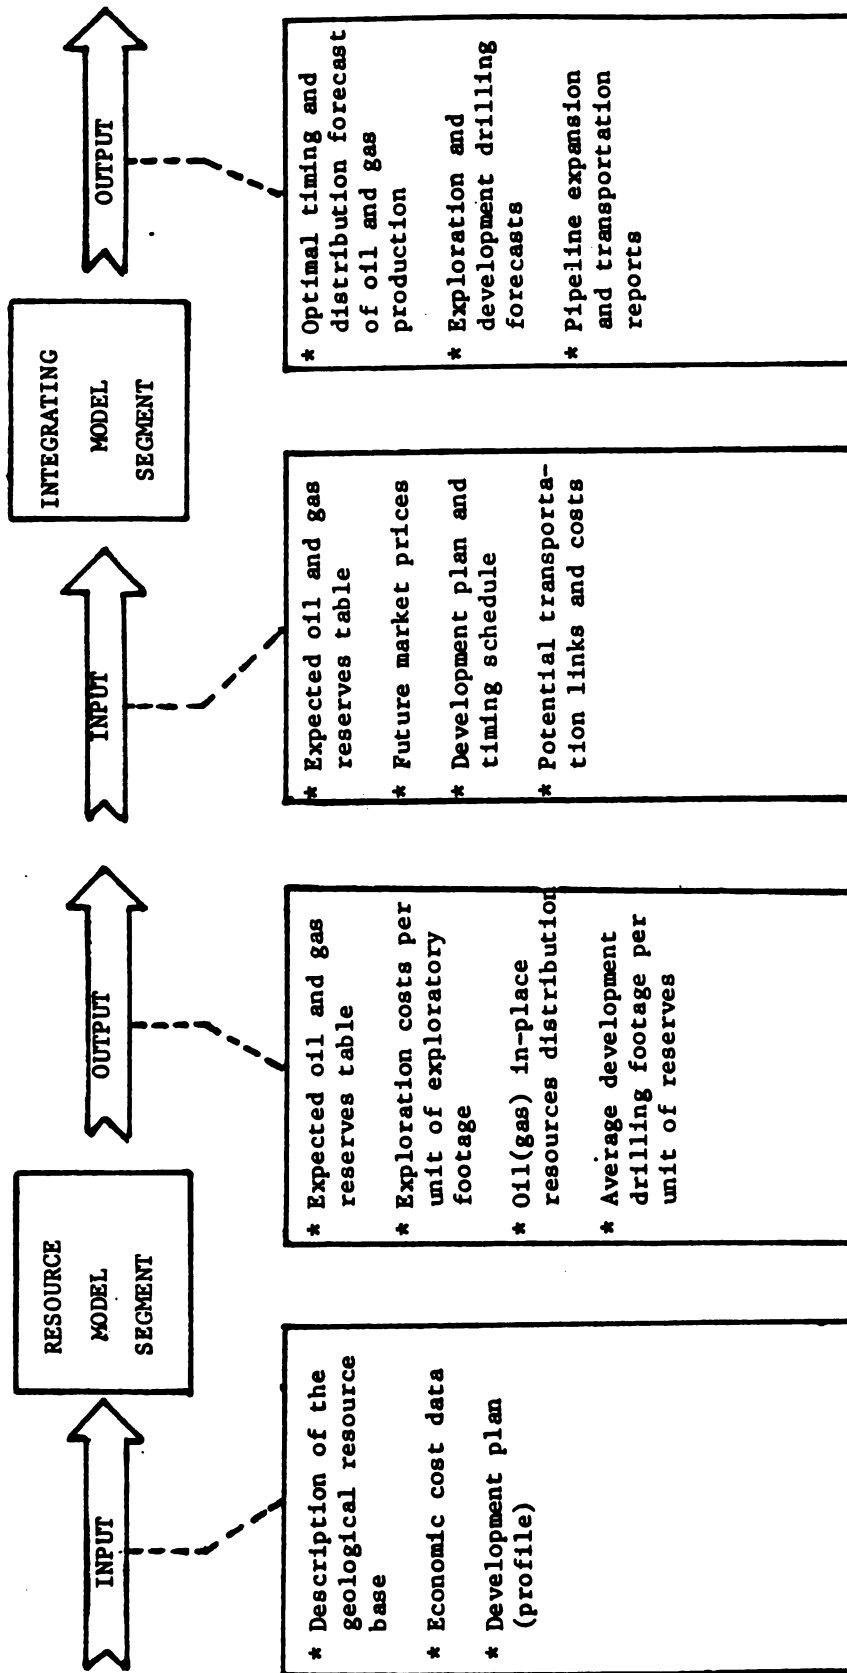 INPUT
RESOURCE
MODEL
SEGMENT
OUTPUT
INPUT
INTEGRATING
MODEL
SEGMENT
OUTPUT
* Description of the
geological resource
base
* Economic cost data
* Development plan
(profile)
* Expected oil and gas
reserves table
* Exploration costs per
unit of exploratory
footage
* Oil(gas) in-place
resources distribution
* Average development
drilling footage per
unit of reserves
* Expected oil and gas
reserves table
* Future market prices
* Development plan and
timing schedule
* Potential transporta-
tion links and costs
* Optimal timing and
distribution forecast
of oil and gas
production
* Exploration and
development drilling
forecasts
* Pipeline expansion
and transportation
reports